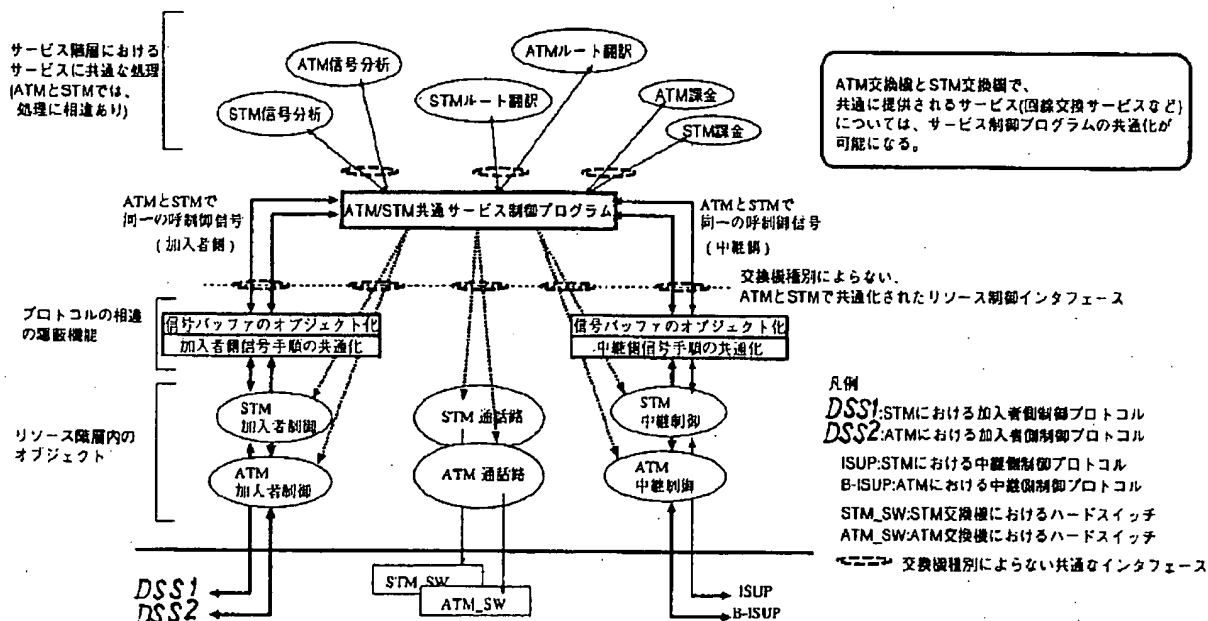 サービス階層における
サービスに共通な処理
(ATMとSTMでは、
処理に相違あり)
ATM信号分析
STM信号分析
ATMルート翻訳
STMルート翻訳
ATM課金
STM課金
ATM交換機とSTM交換機で、
共通に提供されるサービス(回線交換サービスなど)
については、サービス制御プログラムの共通化が
可能になる。
ATM/STM共通サービス制御プログラム
ATMとSTMで
同一の呼制御信号
(加入者側)
ATMとSTMで
同一の呼制御信号
(中継側)
交換機種別によらない、
ATMとSTMで共通化されたリソース制御インタフェース
プロトコルの相違
の隠蔽機能
信号バッファのオブジェクト化
加入者側信号手順の共通化
信号バッファのオブジェクト化
中継側信号手順の共通化
リソース階層内の
オブジェクト
STM
加入者制御
ATM
加入者制御
STM 通話路
ATM 通話路
STM
中継制御
ATM
中継制御
凡例
DSS1:STMにおける加入者側制御プロトコル
DSS2:ATMにおける加入者側制御プロトコル
ISUP:STMにおける中継側制御プロトコル
B-ISUP:ATMにおける中継側制御プロトコル
STM_SW:STM交換機におけるハードスイッチ
ATM_SW:ATM交換機におけるハードスイッチ
交換機種別によらない共通なインタフェース
DSS1
DSS2
STM_SW
ATM_SW
ISUP
B-ISUP